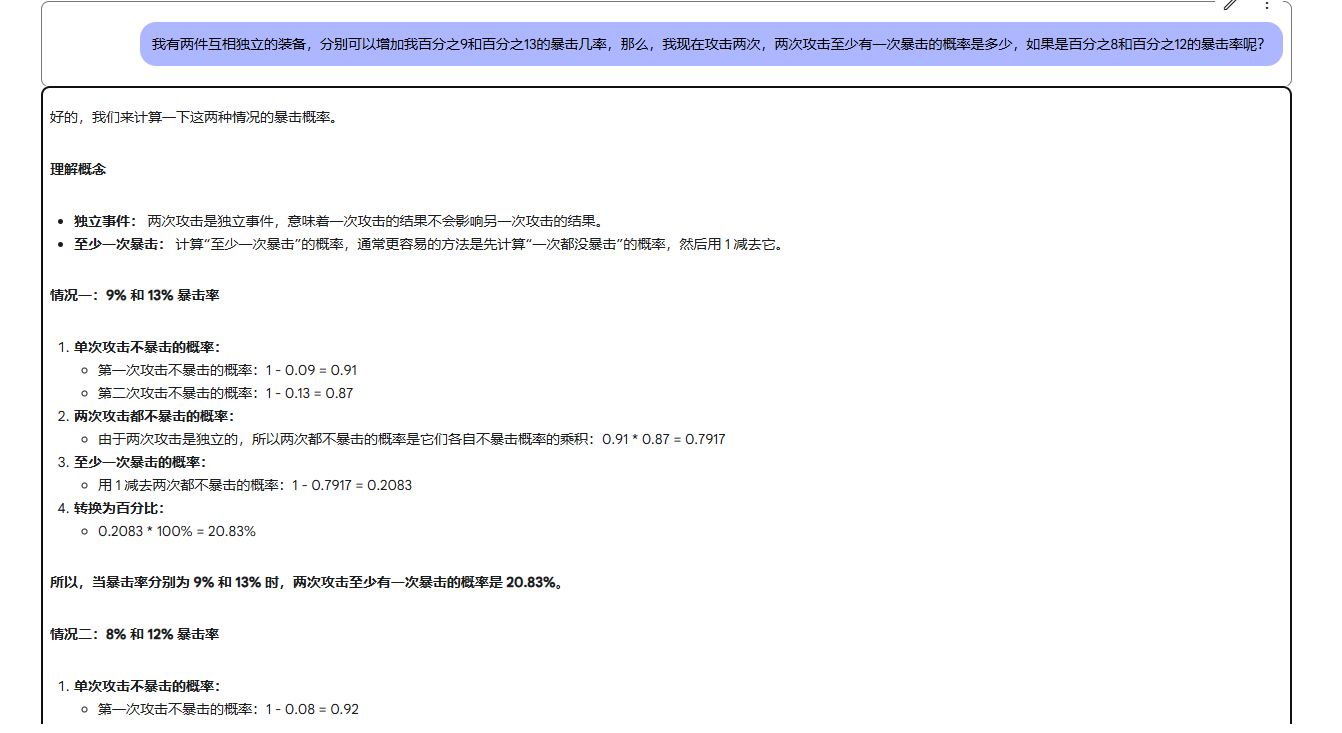 我有两件互相独立的装备，分别可以增加我百分之9和百分之13的暴击几率，那么，我现在攻击两次，两次攻击至少有一次暴击的概率是多少，如果是百分之8和百分之12的暴击率呢？
好的，我们来计算一下这两种情况的暴击概率。
理解概念
• 独立事件： 两次攻击是独立事件，意味着一次攻击的结果不会影响另一次攻击的结果。
• 至少一次暴击： 计算“至少一次暴击”的概率，通常更容易的方法是先计算“一次都没暴击”的概率，然后用 1 减去它。
情况一：9% 和 13% 暴击率
1. 单次攻击不暴击的概率：
○ 第一次攻击不暴击的概率：1 - 0.09 = 0.91
○ 第二次攻击不暴击的概率：1 - 0.13 = 0.87
2. 两次攻击都不暴击的概率：
○ 由于两次攻击是独立的，所以两次都不暴击的概率是它们各自不暴击概率的乘积：0.91 * 0.87 = 0.7917
3. 至少一次暴击的概率：
○ 用 1 减去两次都不暴击的概率：1 - 0.7917 = 0.2083
4. 转换为百分比：
○ 0.2083 * 100% = 20.83%
所以，当暴击率分别为 9% 和 13% 时，两次攻击至少有一次暴击的概率是 20.83%。
情况二：8% 和 12% 暴击率
1. 单次攻击不暴击的概率：
○ 第一次攻击不暴击的概率：1 - 0.08 = 0.92